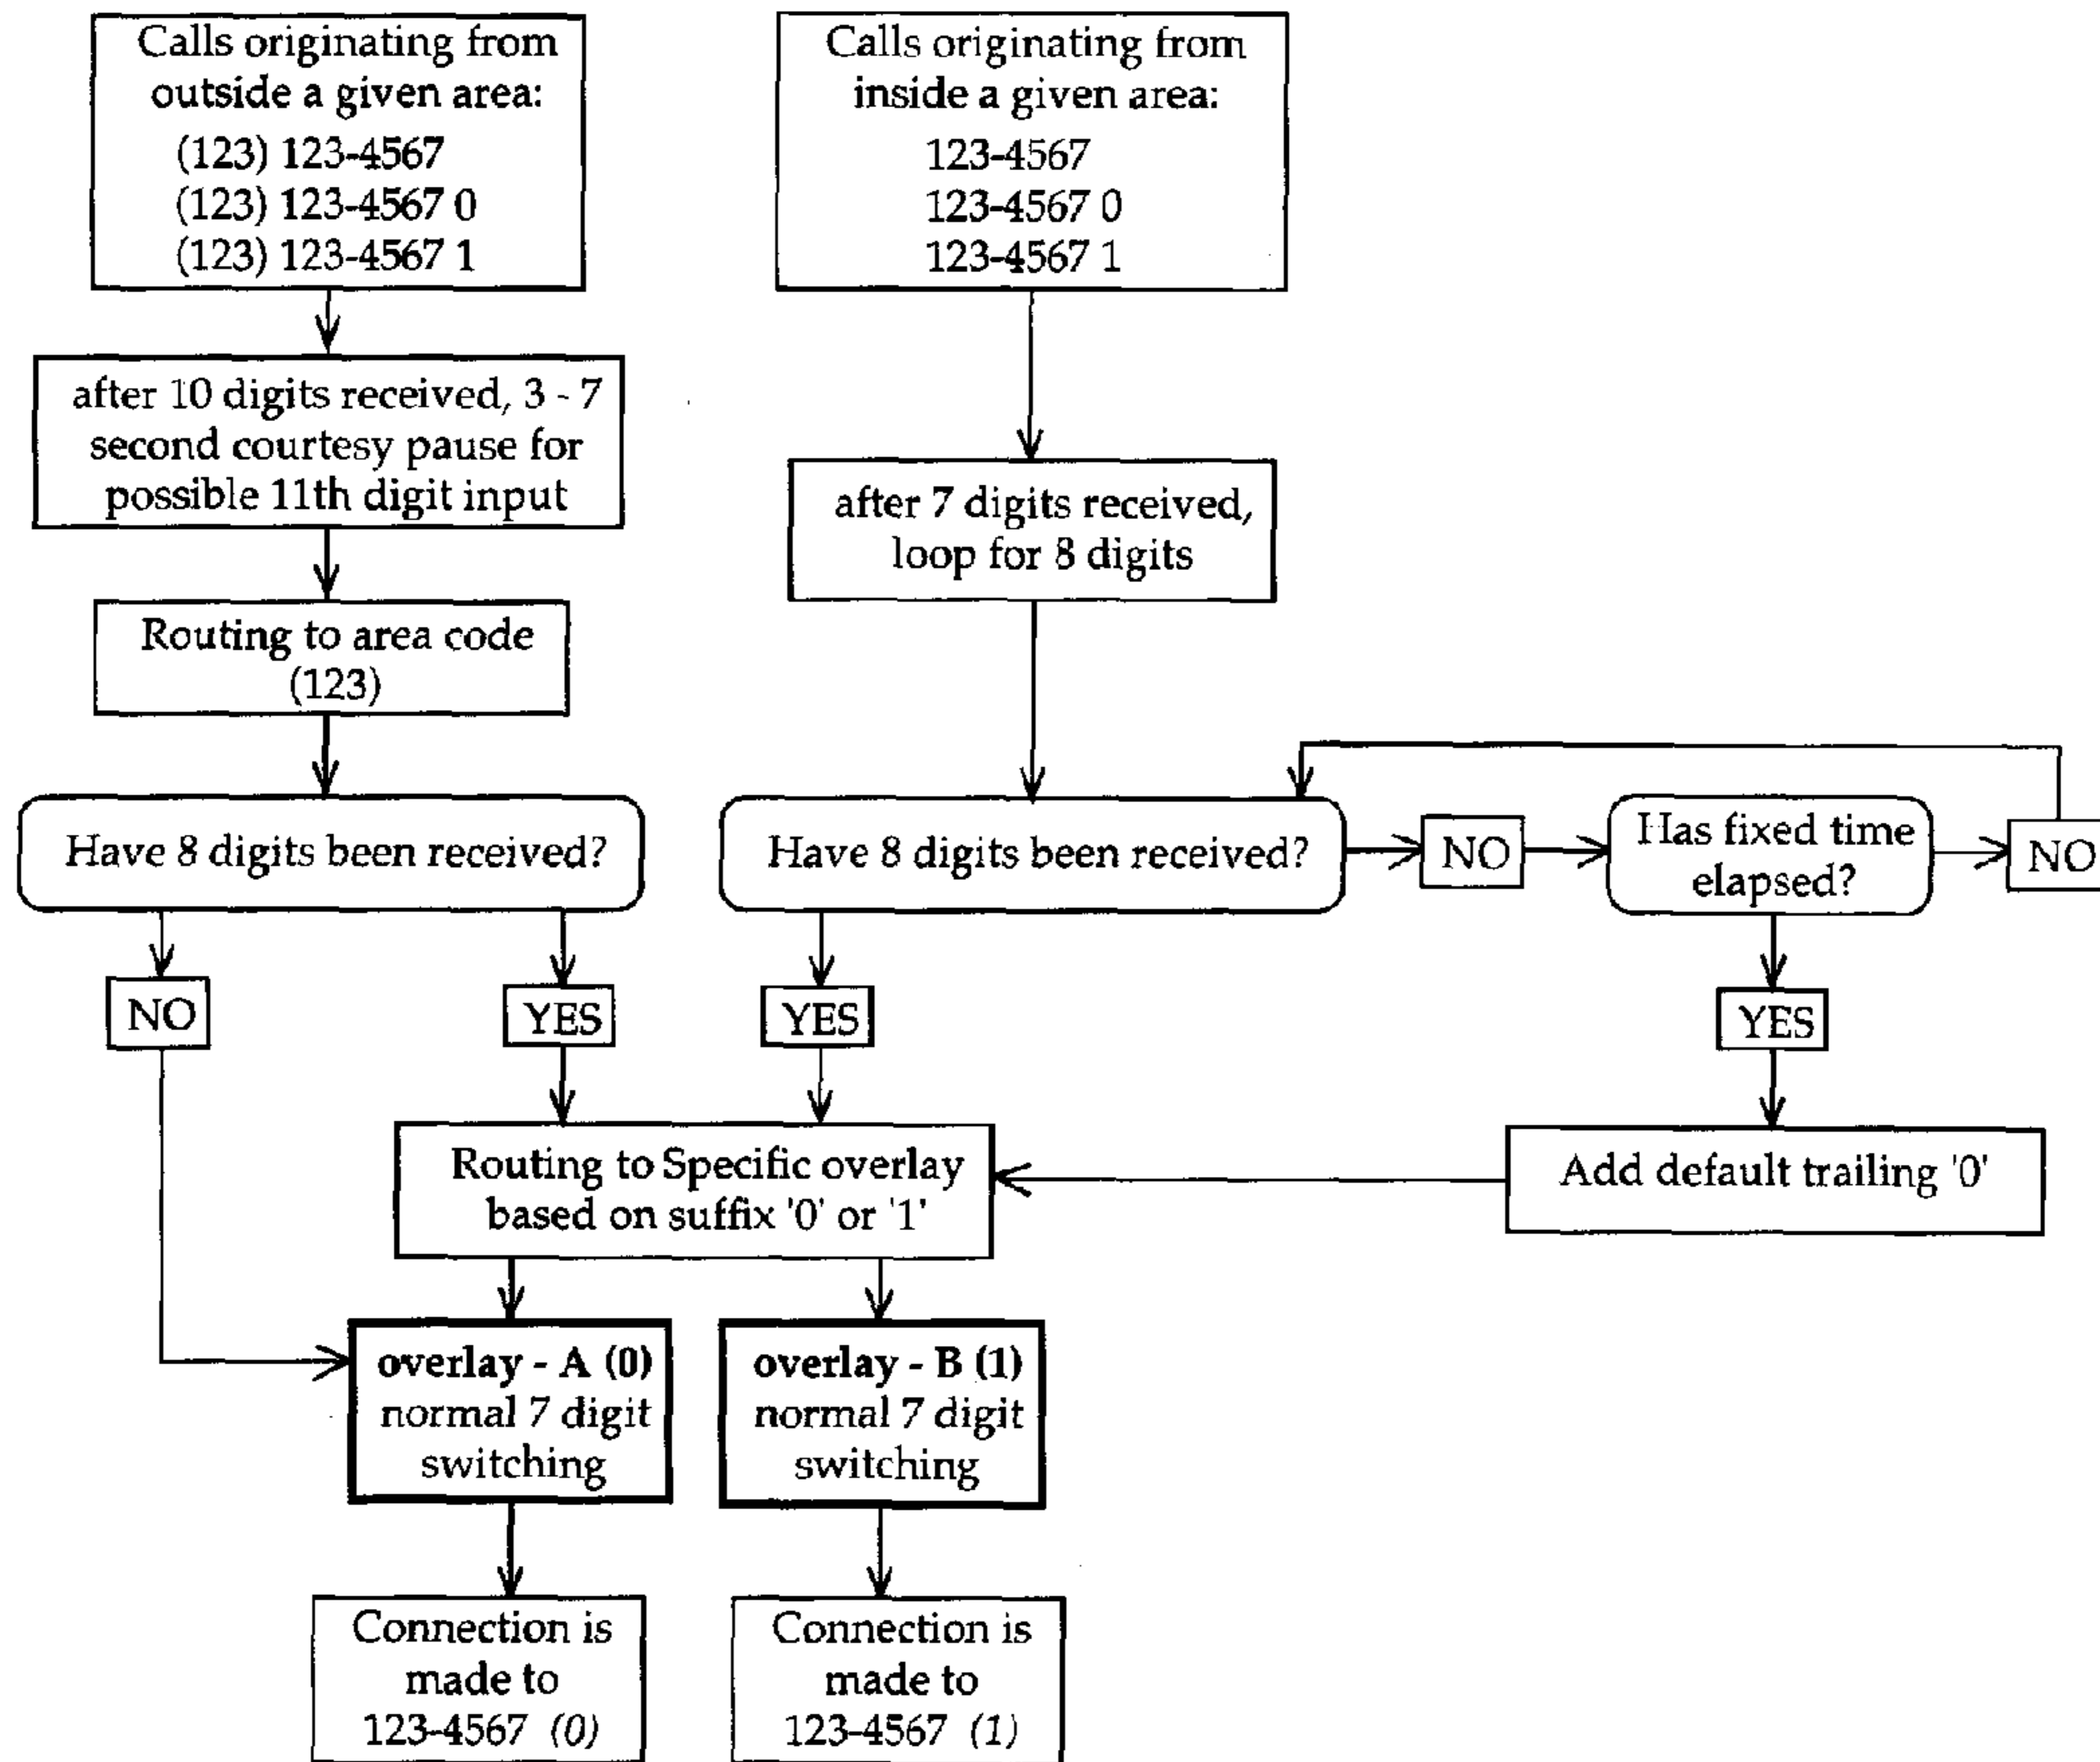 Calls originating from
outside a given area:
(123) 123-4567
(123) 123-4567 0
(123) 123-4567 1
Calls originating from
inside a given area:
123-4567
123-4567 0
123-4567 1
after 10 digits received, 3 - 7
second courtesy pause for
possible 11th digit input
after 7 digits received,
loop for 8 digits
Routing to area code
(123)
Have 8 digits been received?
Have 8 digits been received?
NO
Has fixed time
elapsed?
NO
NO
YES
YES
YES
Routing to Specific overlay
based on suffix '0' or '1'
Add default trailing '0'
overlay - A (0)
normal 7 digit
switching
overlay - B (1)
normal 7 digit
switching
Connection is
made to
123-4567 (0)
Connection is
made to
123-4567 (1)